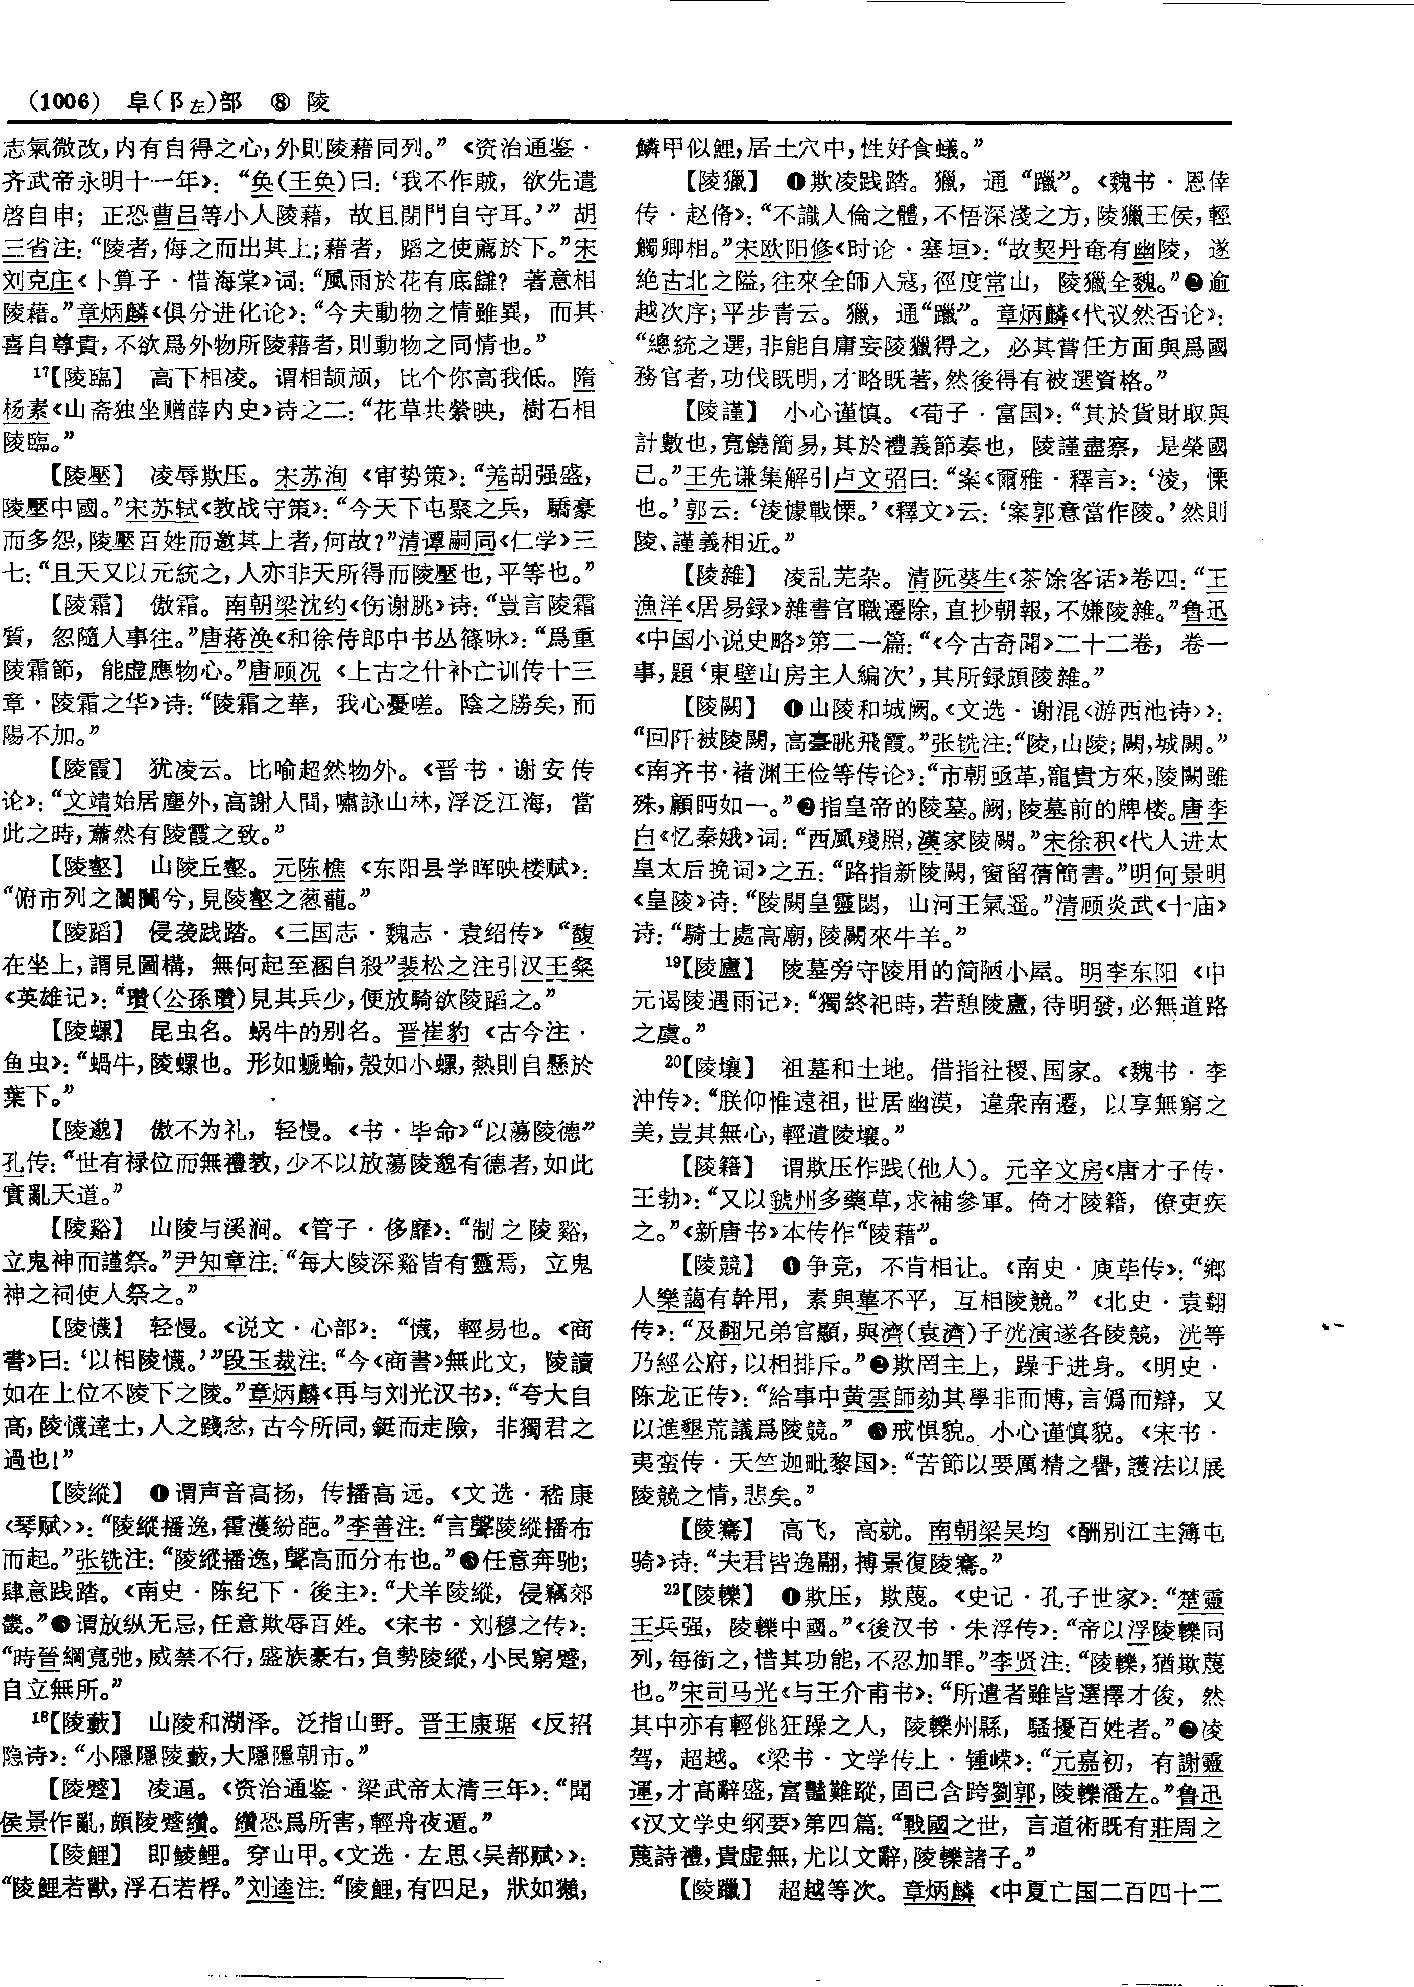 (1006) 阜(阝左)部 ⑧ 陵
志氣微改，内有自得之心，外則陵藉同列。”《资治通鉴·
齐武帝永明十一年》：“奂(王奂)曰：‘我不作賊，欲先遣
啓自申；正恐曹吕等小人陵藉，故且閉門自守耳。’”胡
三省注：“陵者，侮之而出其上；藉者，蹈之使薦於下。”宋
刘克庄《卜算子·惜海棠》词：“風雨於花有底讎？著意相
陵藉。”章炳麟《俱分进化论》：“今夫動物之情雖異，而其
喜自尊貴，不欲爲外物所陵藉者，則動物之同情也。”
17【陵臨】 高下相凌。谓相颉颃，比个你高我低。隋
杨素《山斋独坐赠薛内史》诗之二：“花草共縈映，樹石相
陵臨。”
【陵壓】 凌辱欺压。宋苏洵《审势策》：“羌胡强盛，
陵壓中國。”宋苏轼《教战守策》：“今天下屯聚之兵，驕豪
而多怨，陵壓百姓而邀其上者，何故？”清谭嗣同《仁学》三
七：“且天又以元統之，人亦非天所得而陵壓也，平等也。”
【陵霜】 傲霜。南朝梁沈约《伤谢朓》诗：“豈言陵霜
質，忽隨人事往。”唐蒋涣《和徐侍郎中书丛篠咏》：“爲重
陵霜節，能虚應物心。”唐顾况《上古之什补亡训传十三
章·陵霜之华》诗：“陵霜之華，我心憂嗟。陰之勝矣，而
陽不加。”
【陵霞】 犹凌云。比喻超然物外。《晋书·谢安传
论》：“文靖始居塵外，高謝人間，嘯詠山林，浮泛江海，當
此之時，蕭然有陵霞之致。”
【陵壑】 山陵丘壑。元陈樵《东阳县学晖映楼赋》：
“俯市列之闤闠兮，見陵壑之葱蘢。”
【陵蹈】 侵袭践踏。《三国志·魏志·袁绍传》“馥
在坐上，謂見圖構，無何起至溷自殺”裴松之注引汉王粲
《英雄记》：“瓚(公孫瓚)見其兵少，便放騎欲陵蹈之。”
【陵螺】 昆虫名。蜗牛的别名。晋崔豹《古今注·
鱼虫》：“蝸牛，陵螺也。形如蠮蝓，殼如小螺，熱則自懸於
葉下。”
【陵邈】 傲不为礼，轻慢。《书·毕命》“以蕩陵德”
孔传：“世有禄位而無禮教，少不以放蕩陵邈有德者，如此
實亂天道。”
【陵谿】 山陵与溪涧。《管子·侈靡》：“制之陵谿，
立鬼神而謹祭。”尹知章注：“每大陵深谿皆有靈焉，立鬼
神之祠使人祭之。”
【陵懱】 轻慢。《说文·心部》：“懱，輕易也。《商
書》曰：‘以相陵懱。’”段玉裁注：“今《商書》無此文，陵讀
如在上位不陵下之陵。”章炳麟《再与刘光汉书》：“夸大自
高，陵懱達士，人之踐忿，古今所同，鋌而走險，非獨君之
過也！”
【陵縱】 ❶谓声音高扬，传播高远。《文选·嵇康
〈琴赋〉》：“陵縱播逸，霍濩紛葩。”李善注：“言聲陵縱播布
而起。”张铣注：“陵縱播逸，聲高而分布也。”❷任意奔驰；
肆意践踏。《南史·陈纪下·後主》：“犬羊陵縱，侵竊郊
畿。”❸谓放纵无忌，任意欺辱百姓。《宋书·刘穆之传》：
“時晉綱寬弛，威禁不行，盛族豪右，負勢陵縱，小民窮蹙，
自立無所。”
18【陵藪】 山陵和湖泽。泛指山野。晋王康琚《反招
隐诗》：“小隱隱陵藪，大隱隱朝市。”
【陵蹙】 凌逼。《资治通鉴·梁武帝太清三年》：“聞
侯景作亂，頗陵蹙纘。纘恐爲所害，輕舟夜遁。”
【陵鯉】 即鲮鲤。穿山甲。《文选·左思〈吴都赋〉》：
“陵鯉若獸，浮石若桴。”刘逵注：“陵鯉，有四足，狀如獺，
鱗甲似鯉，居土穴中，性好食蟻。”
【陵獵】 ❶欺凌践踏。獵，通“躐”。《魏书·恩倖
传·赵脩》：“不識人倫之體，不悟深淺之方，陵獵王侯，輕
觸卿相。”宋欧阳修《时论·塞垣》：“故契丹奄有幽陵，遂
絶古北之隘，往來全師入寇，徑度常山，陵獵全魏。”❷逾
越次序；平步青云。獵，通“躐”。章炳麟《代议然否论》：
“總統之選，非能自庸妄陵獵得之，必其嘗任方面與爲國
務官者，功伐既明，才略既著，然後得有被選資格。”
【陵謹】 小心谨慎。《荀子·富国》：“其於貨財取與
計數也，寬饒簡易，其於禮義節奏也，陵謹盡察，是榮國
已。”王先谦集解引卢文弨曰：“案《爾雅·釋言》：‘淩，慄
也。’郭云：‘淩懅戰慄。’《釋文》云：‘案郭意當作陵。’然則
陵、謹義相近。”
【陵雜】 凌乱芜杂。清阮葵生《茶馀客话》卷四：“王
漁洋《居易録》雜書官職遷除，直抄朝報，不嫌陵雜。”鲁迅
《中国小说史略》第二一篇：“《今古奇聞》二十二卷，卷一
事，題‘東壁山房主人編次’，其所録頗陵雜。”
【陵闕】 ❶山陵和城阙。《文选·谢混〈游西池诗〉》：
“回阡被陵闕，高臺眺飛霞。”张铣注：“陵，山陵；闕，城闕。”
《南齐书·褚渊王俭等传论》：“市朝亟革，寵貴方來，陵闕雖
殊，顧眄如一。”❷指皇帝的陵墓。阙，陵墓前的牌楼。唐李
白《忆秦娥》词：“西風殘照，漢家陵闕。”宋徐积《代人进太
皇太后挽词》之五：“路指新陵闕，窗留舊簡書。”明何景明
《皇陵》诗：“陵闕皇靈閟，山河王氣遥。”清顾炎武《十庙》
诗：“騎士處高廟，陵闕來牛羊。”
19【陵廬】 陵墓旁守陵用的简陋小屋。明李东阳《中
元谒陵遇雨记》：“獨終祀時，若憩陵廬，待明發，必無道路
之虞。”
20【陵壤】 祖墓和土地。借指社稷、国家。《魏书·李
冲传》：“朕仰惟遠祖，世居幽漠，違衆南遷，以享無窮之
美，豈其無心，輕遺陵壤。”
【陵籍】 谓欺压作践(他人)。元辛文房《唐才子传·
王勃》：“又以虢州多藥草，求補參軍。倚才陵籍，僚吏疾
之。”《新唐书》本传作“陵藉”。
【陵競】 ❶争竞，不肯相让。《南史·庾荜传》：“鄉
人樂藹有幹用，素與蓽不平，互相陵競。”《北史·袁翻
传》：“及翻兄弟官顯，與濟(袁濟)子洸演遂各陵競，洸等
乃經公府，以相排斥。”❷欺罔主上，躁于进身。《明史·
陈龙正传》：“給事中黄雲師劾其學非而博，言僞而辯，又
以進墾荒議爲陵競。”❸戒惧貌。小心谨慎貌。《宋书·
夷蛮传·天竺迦毗黎国》：“苦節以要厲精之譽，護法以展
陵競之情，悲矣。”
【陵騫】 高飞，高就。南朝梁吴均《酬别江主簿屯
骑》诗：“夫君皆逸翮，摶景復陵騫。”
22【陵轢】 ❶欺压，欺蔑。《史记·孔子世家》：“楚靈
王兵强，陵轢中國。”《後汉书·朱浮传》：“帝以浮陵轢同
列，每銜之，惜其功能，不忍加罪。”李贤注：“陵轢，猶欺蔑
也。”宋司马光《与王介甫书》：“所遣者雖皆選擇才俊，然
其中亦有輕佻狂躁之人，陵轢州縣，騷擾百姓者。”❷凌
驾，超越。《梁书·文学传上·锺嵘》：“元嘉初，有謝靈
運，才高辭盛，富豔難蹤，固已含跨劉郭，陵轢潘左。”鲁迅
《汉文学史纲要》第四篇：“戰國之世，言道術既有莊周之
蔑詩禮，貴虚無，尤以文辭，陵轢諸子。”
【陵躐】 超越等次。章炳麟《中夏亡国二百四十二